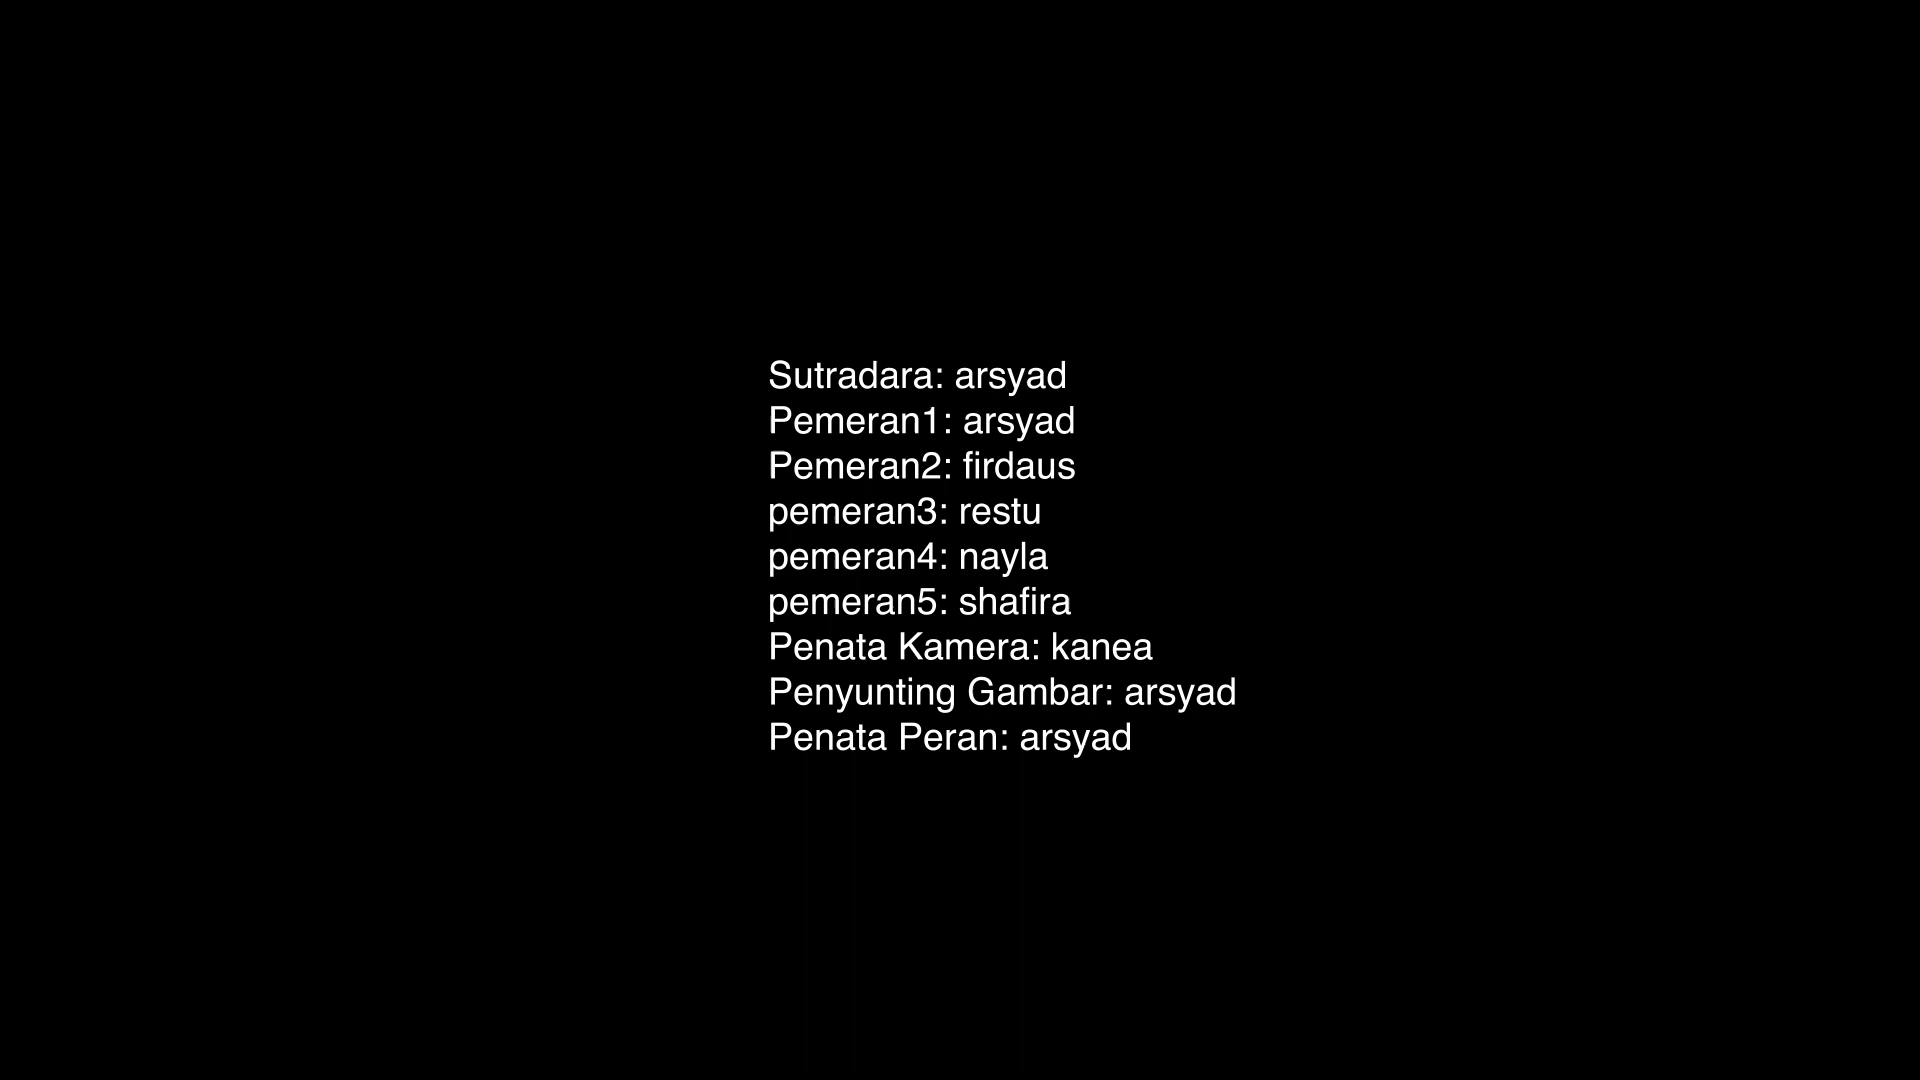 Sutradara: arsyad
Pemeran1: arsyad
Pemeran2: firdaus
pemeran3: restu
pemeran4: nayla
pemeran5: shafira
Penata Kamera: kanea
Penyunting Gambar: arsyad
Penata Peran: arsyad